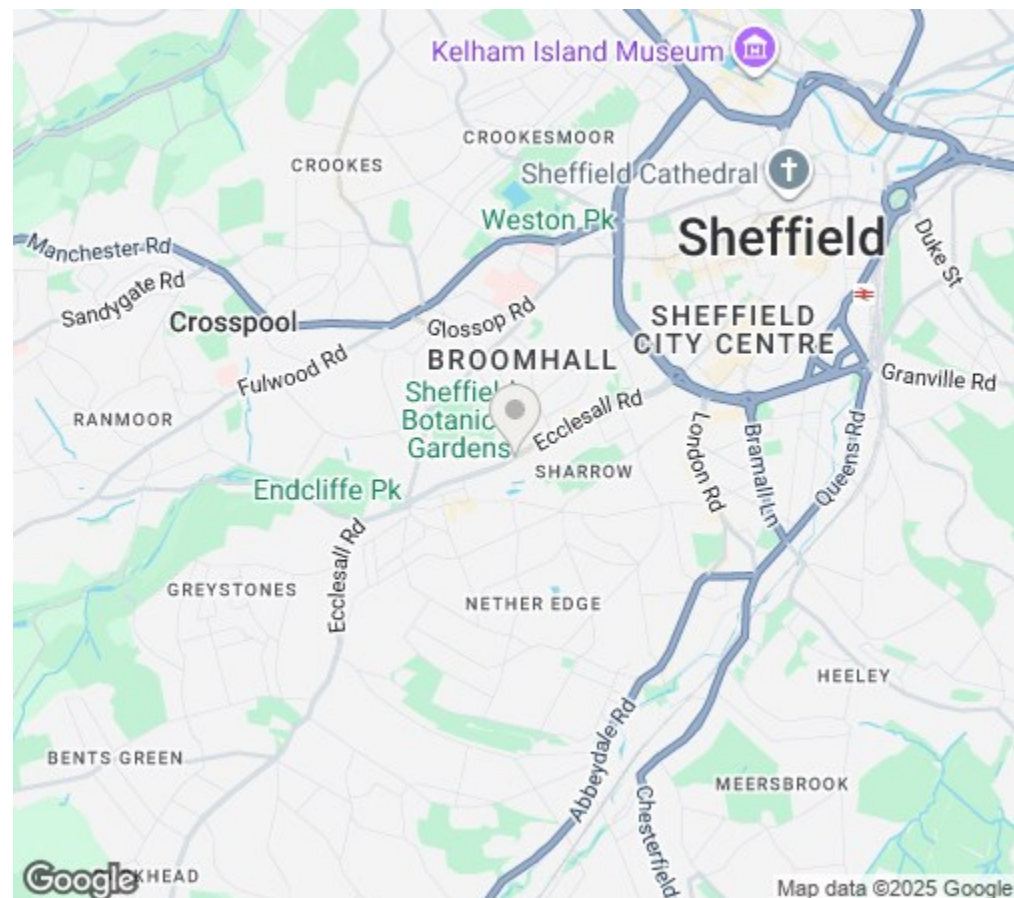 Kelham Island Museum
CROOKESMOOR
CROOKES
Sheffield Cathedral
Weston Pk
Sheffield
Manchester Rd
Duke St
Sandygate Rd
Crosspool
Glossop Rd
SHEFFIELD
CITY CENTRE
Fulwood Rd
BROOMHALL
Granville Rd
Sheffield
Gardens
Ecclesall Rd
RANMOOR
London Rd
Bramall Ln
Queens Rd
SHARROW
Endcliffe Pk
Ecclesall Rd
GREYSTONES
NETHER EDGE
HEELEY
Abbeydale Rd
BENTS GREEN
MEERSBROOK
Chesterfield
Google
Map data ©2025 Google